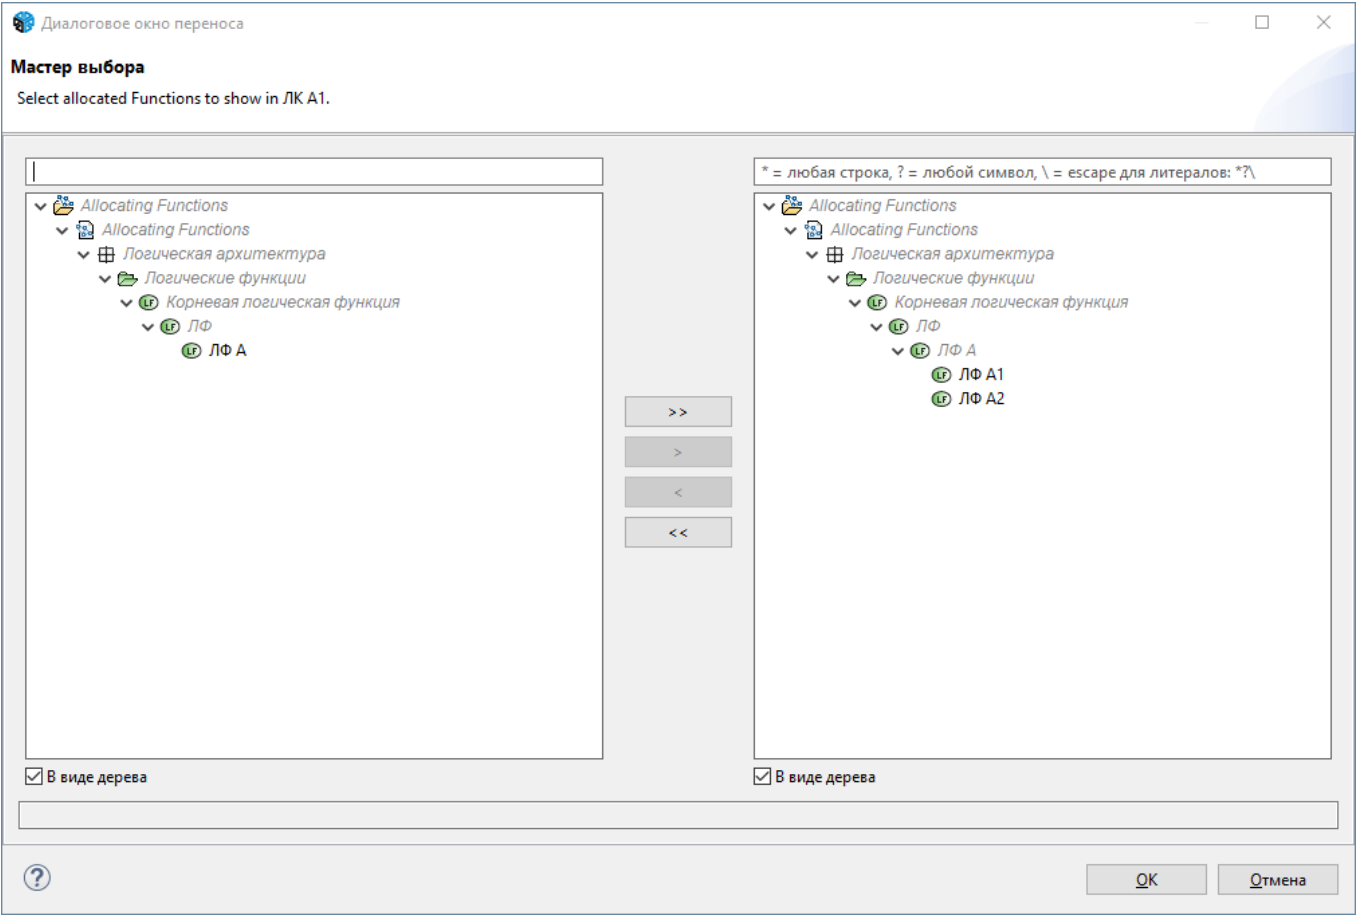 Диалоговое окно переноса
Мастер выбора
Select allocated Functions to show in ЛК А1.
* = любая строка, ? = любой символ, \ = escape для литералов: *?\
Allocating Functions
Allocating Functions
Логическая архитектура
Логические функции
Корневая логическая функция
ЛФ
ЛФ А
Allocating Functions
Allocating Functions
Логическая архитектура
Логические функции
Корневая логическая функция
ЛФ
ЛФ А
ЛФ А1
ЛФ А2
>>
>
<
<<
В виде дерева
В виде дерева
OK
Отмена